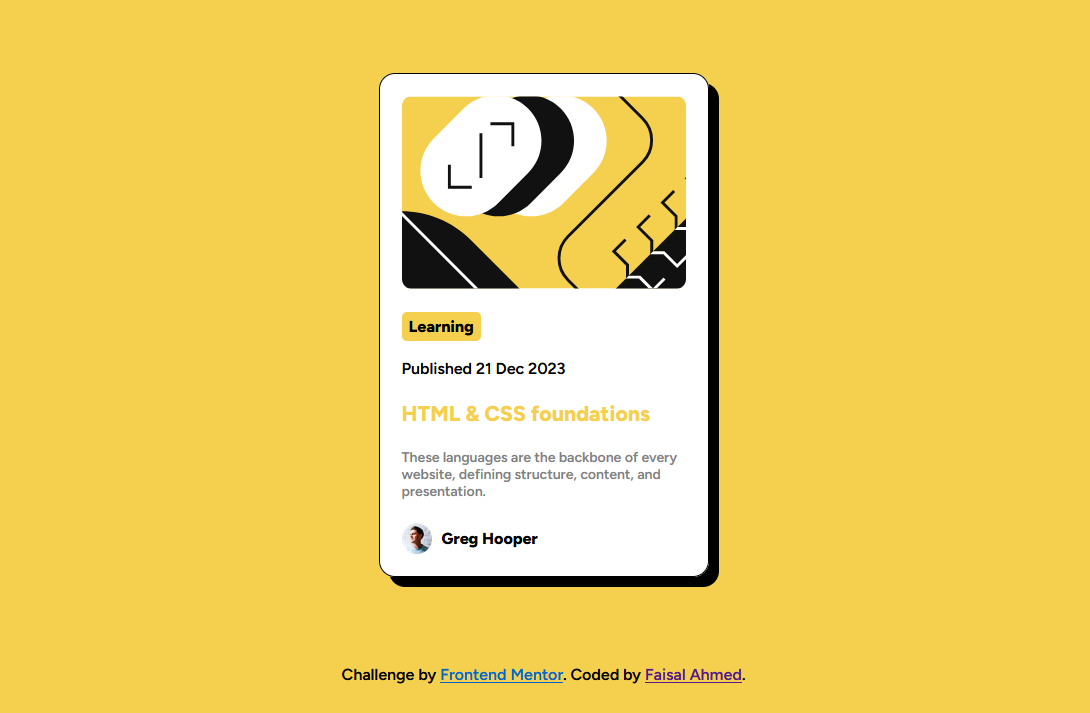 Learning
Published 21 Dec 2023
HTML & CSS foundations
These languages are the backbone of every
website, defining structure, content, and
presentation.
Greg Hooper
Challenge by Frontend Mentor. Coded by Faisal Ahmed.